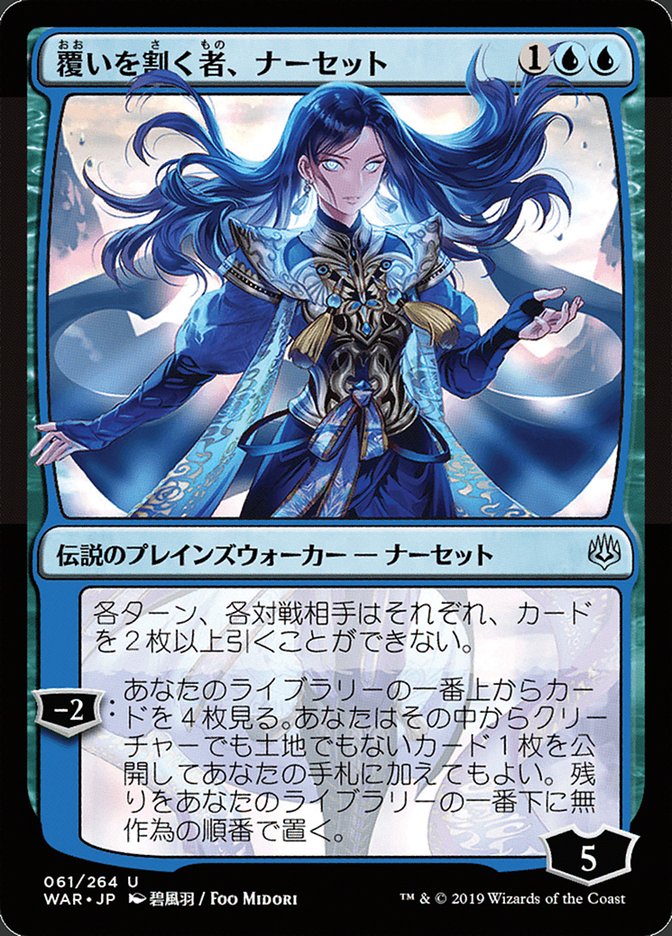 覆いを割く者、ナーセット 1
おお さ もの
伝説のプレインズウォーカー — ナーセット
各ターン、各対戦相手はそれぞれ、カード
を2枚以上引くことができない。
-2:あなたのライブラリーの一番上からカー
ドを4枚見る。あなたはその中からクリー
チャーでも土地でもないカード1枚を公
開してあなたの手札に加えてもよい。残
りをあなたのライブラリーの一番下に無
作為の順番で置く。
5
061/264 U
WAR • JP 碧風羽 / Foo Midori
™ & © 2019 Wizards of the Coast